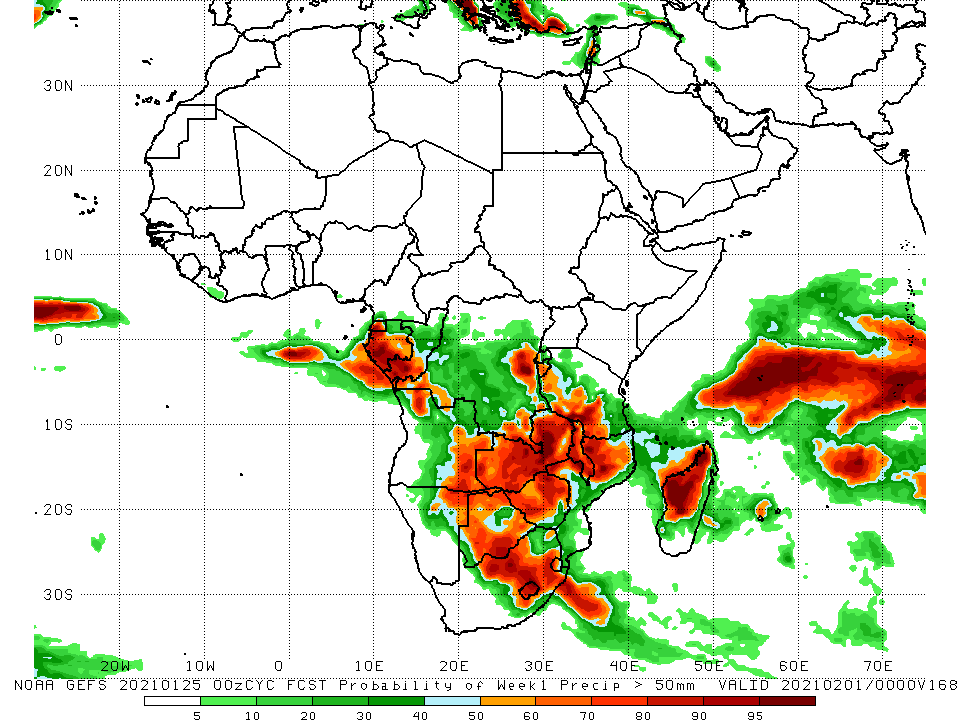 30N
20N
10N
0
10S
20S
30S
20W 10W 0 10E 20E 30E 40E 50E 60E 70E
NOAA GEFS 20210125 00zCYC FCST Probability of Week1 Precip > 50mm VALID 20210201/0000V168
5 10 20 30 40 50 60 70 80 90 95